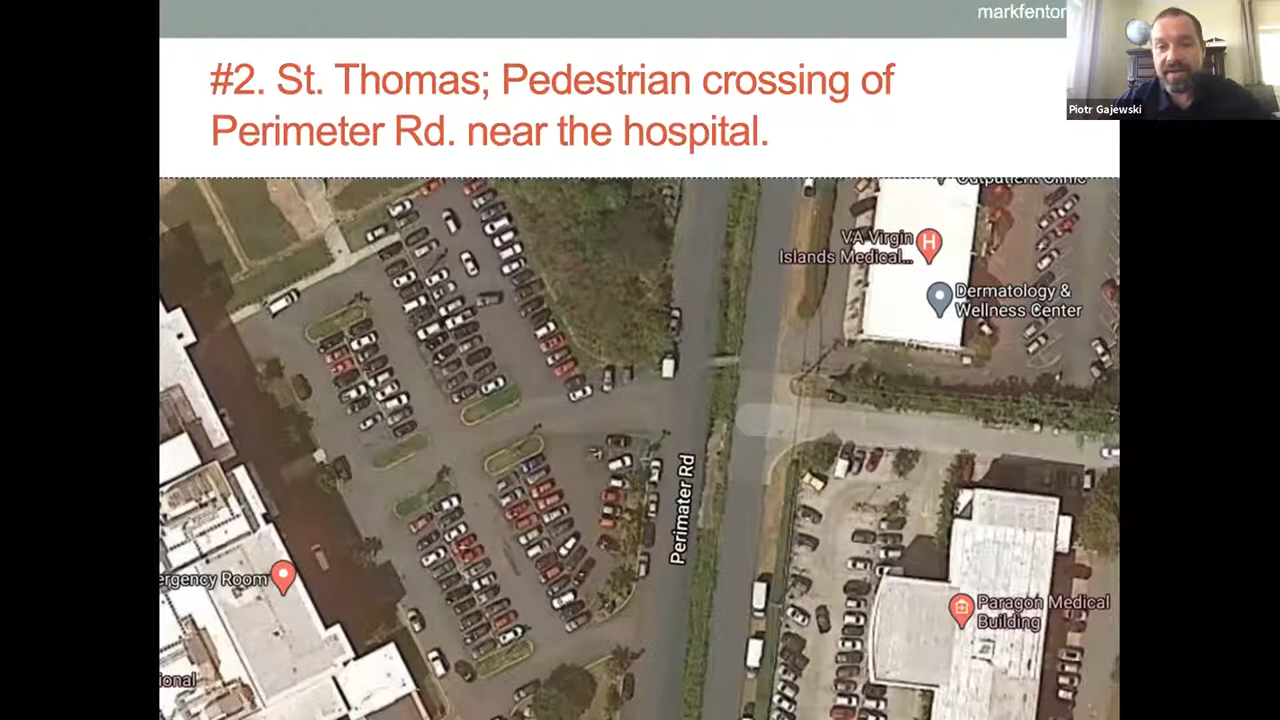 markfenton
Piotr Gajewski
#2. St. Thomas; Pedestrian crossing of
Perimeter Rd. near the hospital.
Outpatient Clinic
VA Virgin
Islands Medical...
Dermatology &
Wellness Center
Perimater Rd
ergency Room
Paragon Medical
Building
ional